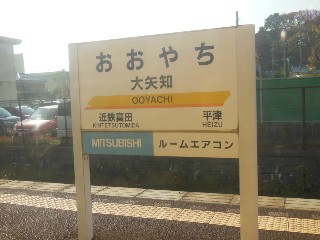 おおやち
大矢知
OOYACHI
近鉄富田 平津
KINTETSUTOMIDA HEIZU
MITSUBISHI ルームエアコン